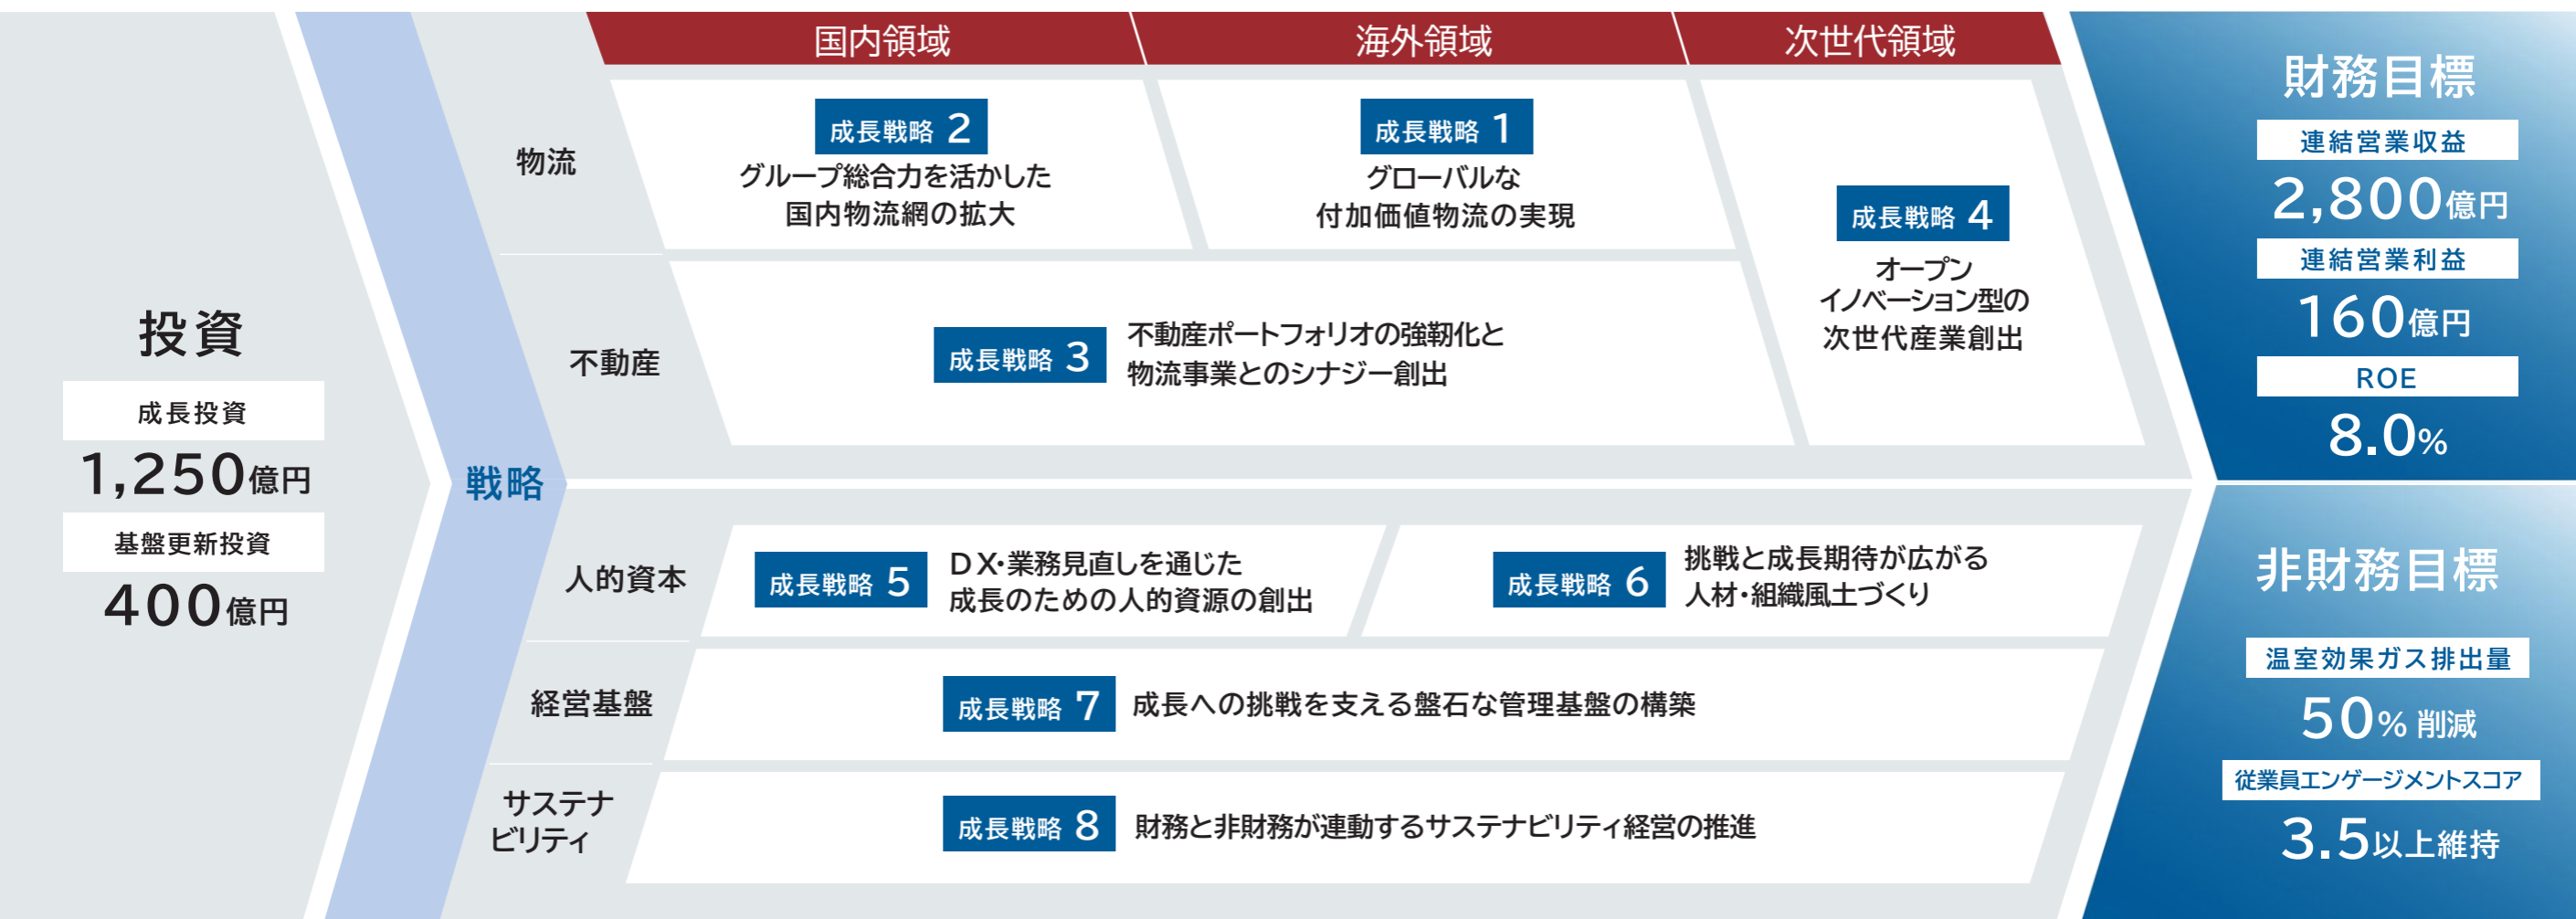 投資
成長投資
1,250億円
基盤更新投資
400億円
戦略
国内領域
海外領域
次世代領域
物流
成長戦略 2
グループ総合力を活かした
国内物流網の拡大
成長戦略 1
グローバルな
付加価値物流の実現
成長戦略 4
オープン
イノベーション型の
次世代産業創出
不動産
成長戦略 3
不動産ポートフォリオの強靭化と
物流事業とのシナジー創出
人的資本
成長戦略 5
DX・業務見直しを通じた
成長のための人的資源の創出
成長戦略 6
挑戦と成長期待が広がる
人材・組織風土づくり
経営基盤
成長戦略 7
成長への挑戦を支える盤石な管理基盤の構築
サステナ
ビリティ
成長戦略 8
財務と非財務が連動するサステナビリティ経営の推進
財務目標
連結営業収益
2,800億円
連結営業利益
160億円
ROE
8.0%
非財務目標
温室効果ガス排出量
50% 削減
従業員エンゲージメントスコア
3.5以上維持